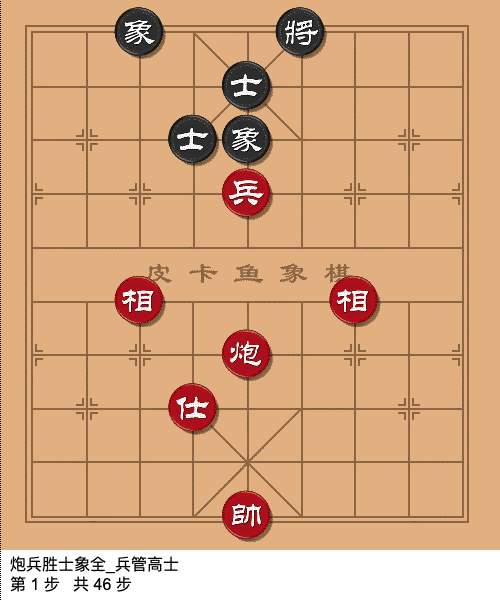 象 將
士
士 象
兵
皮卡鱼象棋
相 相
炮
仕
帥
炮兵胜士象全_兵管高士
第 1 步 共 46 步